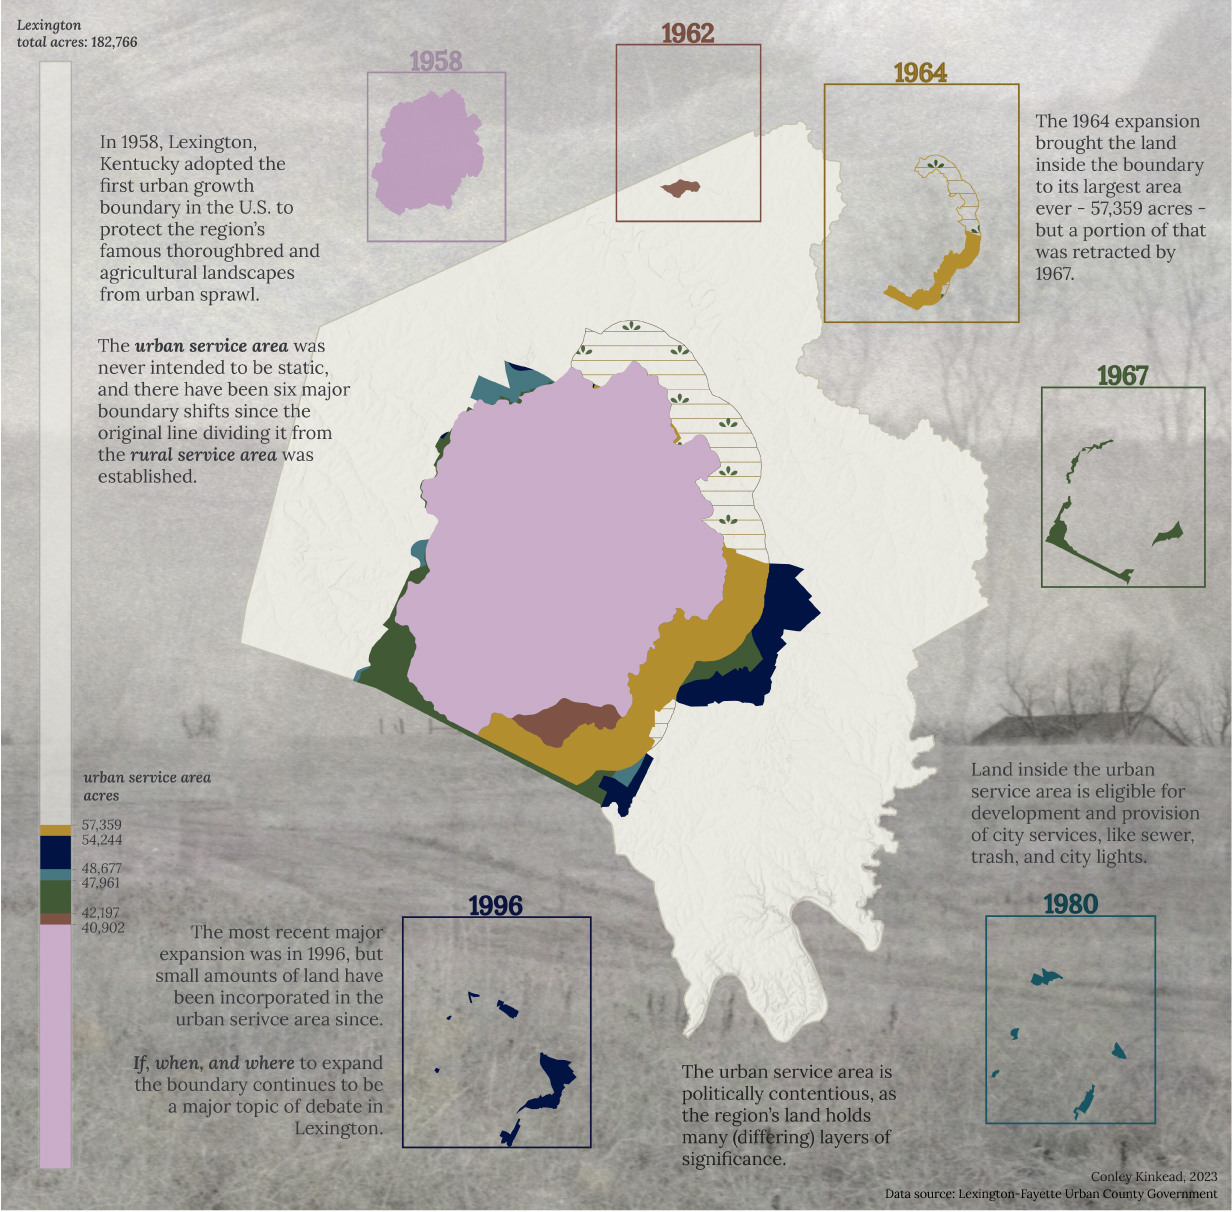 Lexington
total acres: 182,766
1958
1962
1964
In 1958, Lexington,
Kentucky adopted the
first urban growth
boundary in the U.S. to
protect the region's
famous thoroughbred and
agricultural landscapes
from urban sprawl.
The 1964 expansion
brought the land
inside the boundary
to its largest area
ever - 57,359 acres -
but a portion of that
was retracted by
1967.
The urban service area was
never intended to be static,
and there have been six major
boundary shifts since the
original line dividing it from
the rural service area was
established.
1967
urban service area
acres
57,359
54,244
48,677
47,961
42,197
40,902
Land inside the urban
service area is eligible for
development and provision
of city services, like sewer,
trash, and city lights.
1996
1980
The most recent major
expansion was in 1996, but
small amounts of land have
been incorporated in the
urban serivce area since.
If, when, and where to expand
the boundary continues to be
a major topic of debate in
Lexington.
The urban service area is
politically contentious, as
the region's land holds
many (differing) layers of
significance.
Conley Kinkead, 2023
Data source: Lexington-Fayette Urban County Government